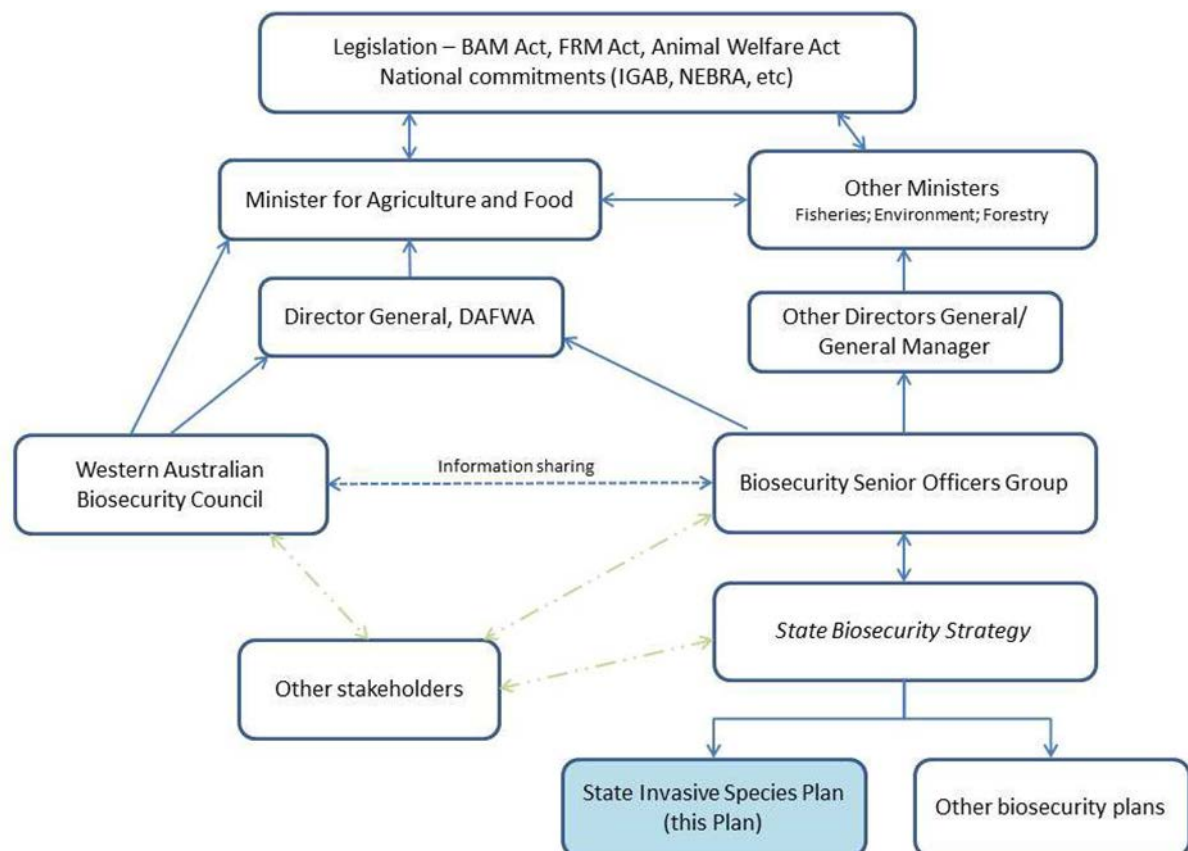 Legislation – BAM Act, FRM Act, Animal Welfare Act
National commitments (IGAB, NEBRA, etc)
Minister for Agriculture and Food
Other Ministers
Fisheries; Environment; Forestry
Director General, DAFWA
Other Directors General/
General Manager
Western Australian
Biosecurity Council
Information sharing
Biosecurity Senior Officers Group
State Biosecurity Strategy
Other stakeholders
State Invasive Species Plan
(this Plan)
Other biosecurity plans